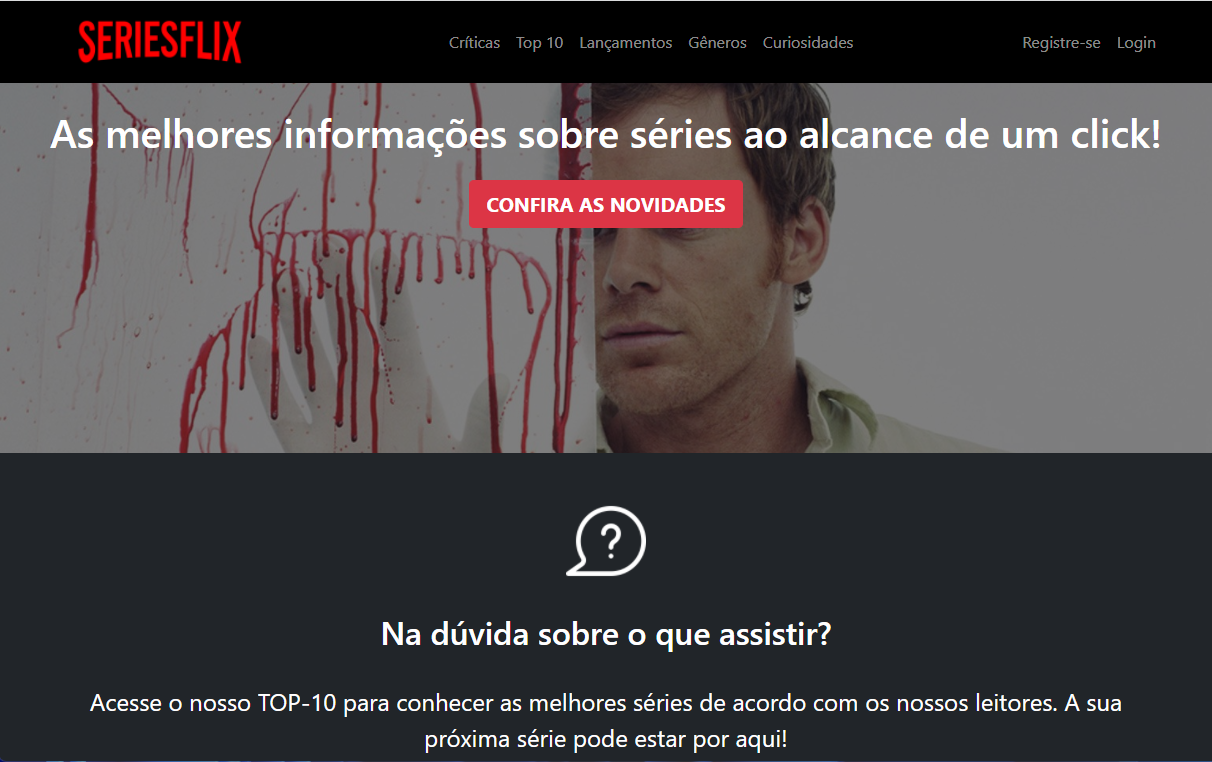 SERIESFLIX
Críticas Top 10 Lançamentos Gêneros Curiosidades
Registre-se Login
As melhores informações sobre séries ao alcance de um click!
CONFIRA AS NOVIDADES
?
Na dúvida sobre o que assistir?
Acesse o nosso TOP-10 para conhecer as melhores séries de acordo com os nossos leitores. A sua
próxima série pode estar por aqui!